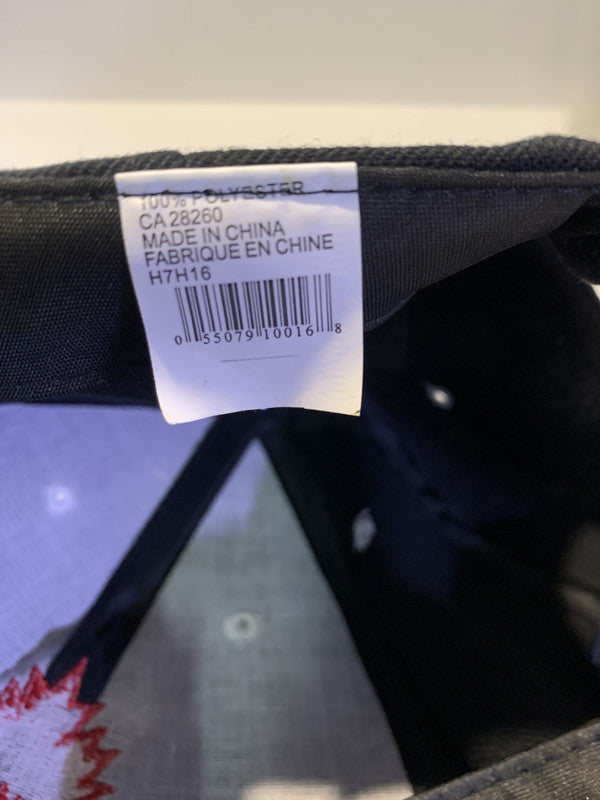 100% POLYESTER
CA 28260
MADE IN CHINA
FABRIQUE EN CHINE
H7H16
0 55079 10016 8